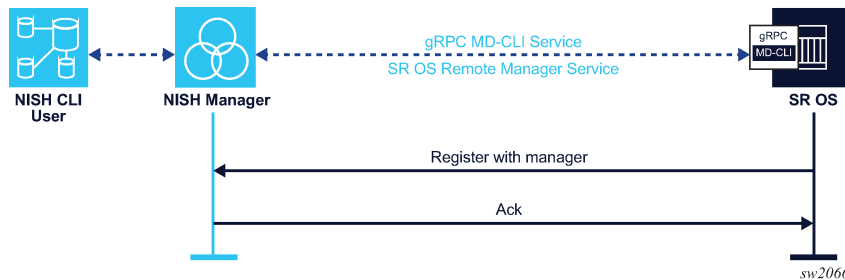 gRPC MD-CLI Service
SR OS Remote Manager Service
gRPC
MD-CLI
NISH CLI
User
NISH Manager
SR OS
Register with manager
Ack